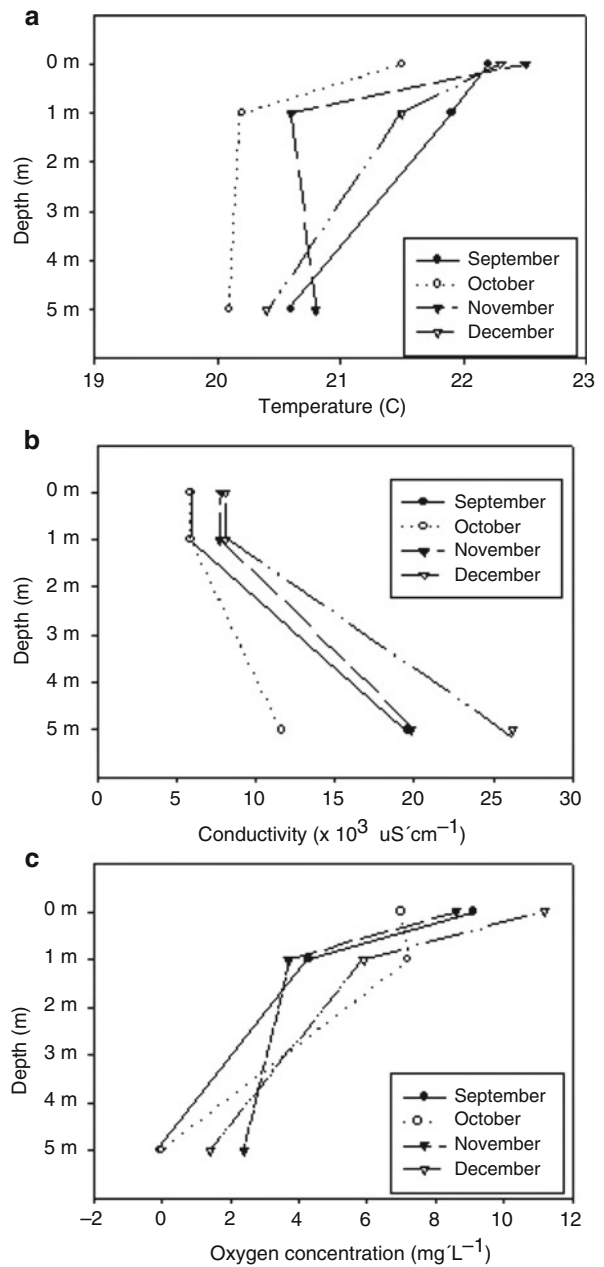 a
0 m
1 m
2 m
3 m
4 m
5 m
Depth (m)
September
October
November
December
19 20 21 22 23
Temperature (C)
b
0 m
1 m
2 m
3 m
4 m
5 m
Depth (m)
September
October
November
December
0 5 10 15 20 25 30
Conductivity (x 10³ uS´cm⁻¹)
c
0 m
1 m
2 m
3 m
4 m
5 m
Depth (m)
September
October
November
December
–2 0 2 4 6 8 10 12
Oxygen concentration (mg´L⁻¹)